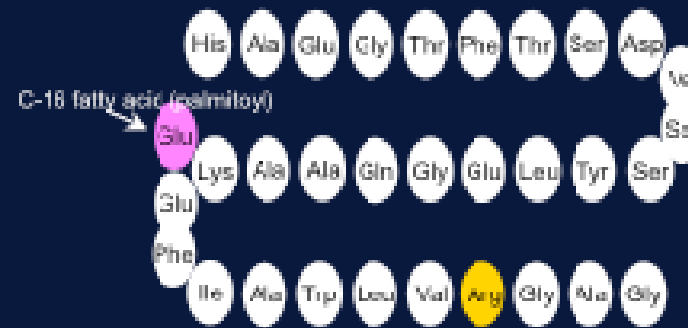 His Ala Glu Gly Thr Phe Thr Ser Asp
C-16 fatty acid (palmitoyl)
Glu
Lys Ala Ala Gln Gly Glu Leu Tyr Ser
Glu
Phe
Ile Ala Trp Leu Val Arg Gly Ala Gly